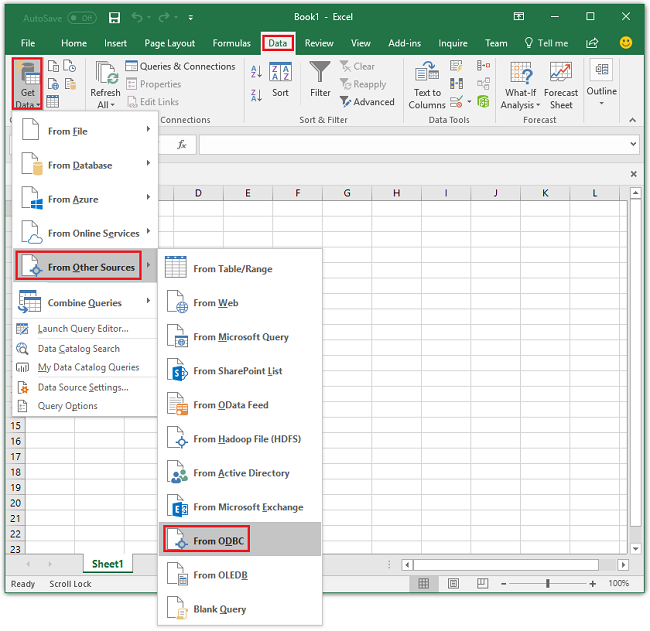 AutoSave Off Book1 - Excel
File Home Insert Page Layout Formulas Data Review View Add-ins Inquire Team Tell me
Get Data
Refresh All
Queries & Connections
Properties
Edit Links
Sort
Filter
Clear
Reapply
Advanced
Text to Columns
What-If Analysis
Forecast Sheet
Outline
Connections Sort & Filter Data Tools Forecast
fx
D E F G H I J K L
From File
From Database
From Azure
From Online Services
From Other Sources
Combine Queries
Launch Query Editor...
Data Catalog Search
My Data Catalog Queries
Data Source Settings...
Query Options
From Table/Range
From Web
From Microsoft Query
From SharePoint List
From OData Feed
From Hadoop File (HDFS)
From Active Directory
From Microsoft Exchange
From ODBC
From OLEDB
Blank Query
15
16
17
18
19
20
21
22
23
Sheet1
Ready Scroll Lock 100%